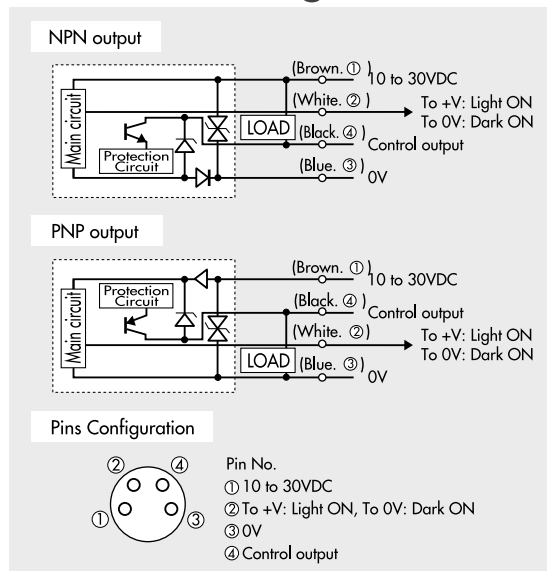 NPN output
Main circuit
Protection
Circuit
LOAD
(Brown. ①)
10 to 30VDC
(White. ②)
To +V: Light ON
To 0V: Dark ON
(Black. ④)
Control output
(Blue. ③)
0V
PNP output
Main circuit
Protection
Circuit
LOAD
(Brown. ①)
10 to 30VDC
(Black. ④)
Control output
(White. ②)
To +V: Light ON
To 0V: Dark ON
(Blue. ③)
0V
Pins Configuration
② ④
① ③
Pin No.
① 10 to 30VDC
② To +V: Light ON, To 0V: Dark ON
③ 0V
④ Control output